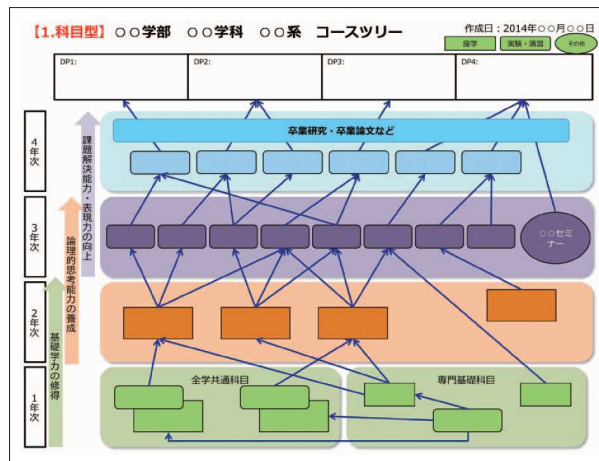 【1.科目型】 ○○学部 ○○学科 ○○系 コースツリー
作成日：2014年○○月○○日
座学
実験・演習
その他
DP1:
DP2:
DP3:
DP4:
4年次
課題解決能力・表現力の向上
卒業研究・卒業論文など
3年次
論理的思考能力の養成
○○セミ
ナー
2年次
基礎学力の修得
1年次
全学共通科目
専門基礎科目